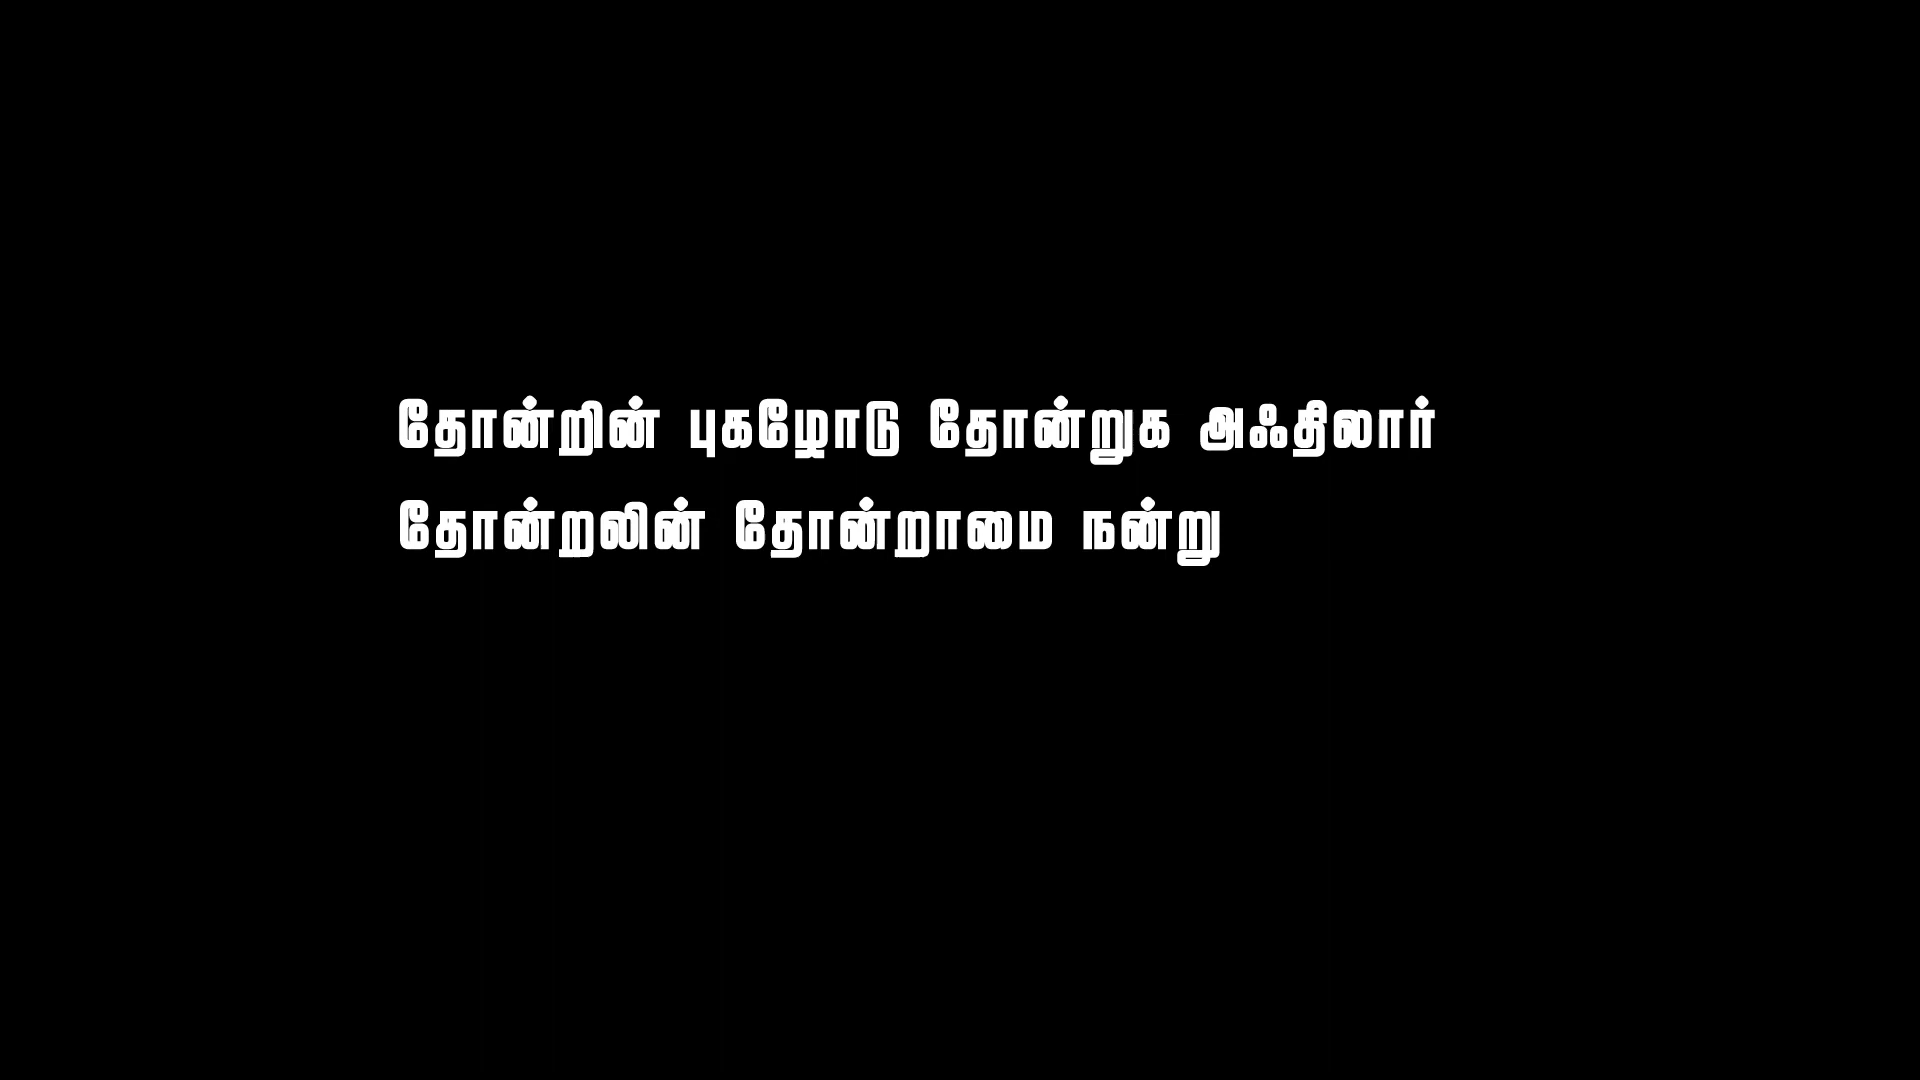 தோன்றின் புகழோடு தோன்றுக அஃதிலார்
தோன்றலின் தோன்றாமை நன்று